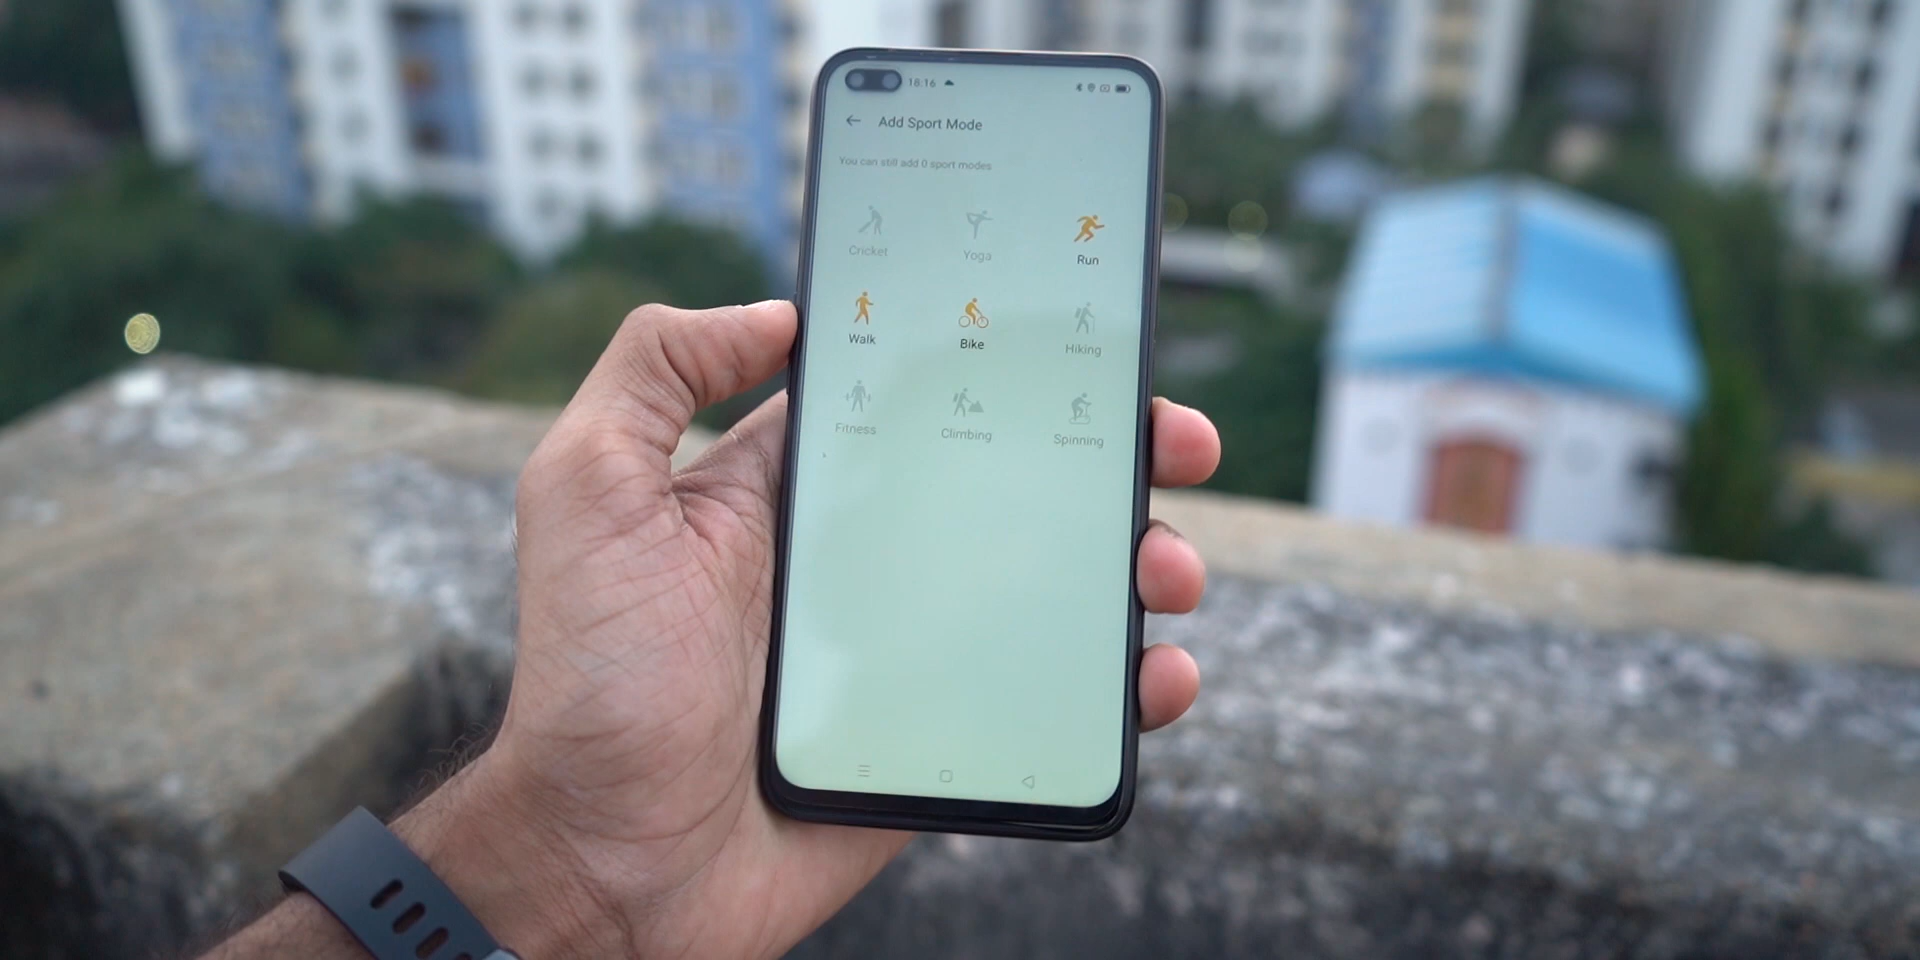 18:16
Add Sport Mode
You can still add 0 sport modes
Cricket
Yoga
Run
Walk
Bike
Hiking
Fitness
Climbing
Spinning